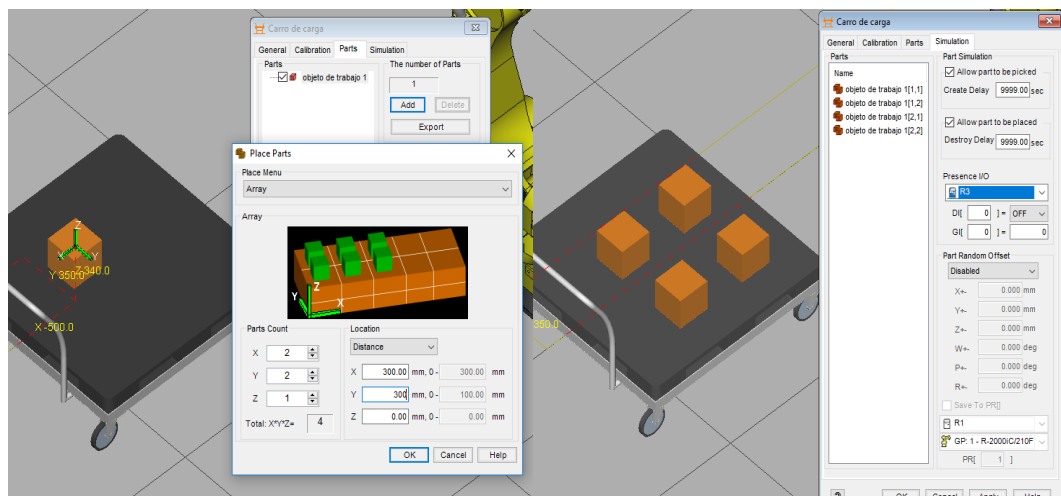 Carro de carga
General Calibration Parts Simulation
Parts
objeto de trabajo 1
The number of Parts
1
Add Delete
Export
Place Parts
Place Menu
Array
Array
Z
Y
X
Parts Count
X 2
Y 2
Z 1
Total: X*Y*Z= 4
Location
Distance
X 300.00 mm, 0 - 300.00 mm
Y 300 mm, 0 - 100.00 mm
Z 0.00 mm, 0 - 0.00 mm
OK Cancel Help
Z
X Y
Y 350.0
Z 340.0
X -500.0
350.0
Carro de carga
General Calibration Parts Simulation
Parts
Name
objeto de trabajo 1[1,1]
objeto de trabajo 1[1,2]
objeto de trabajo 1[2,1]
objeto de trabajo 1[2,2]
Part Simulation
Allow part to be picked
Create Delay 9999.00 sec
Allow part to be placed
Destroy Delay 9999.00 sec
Presence I/O
R3
DI[ 0 ] = OFF
GI[ 0 ] = 0
Part Random Offset
Disabled
X+- 0.000 mm
Y+- 0.000 mm
Z+- 0.000 mm
W+- 0.000 deg
P+- 0.000 deg
R+- 0.000 deg
Save To PR[]
R1
GP: 1 - R-2000iC/210F
PR[ 1 ]
OK Cancel Apply Help